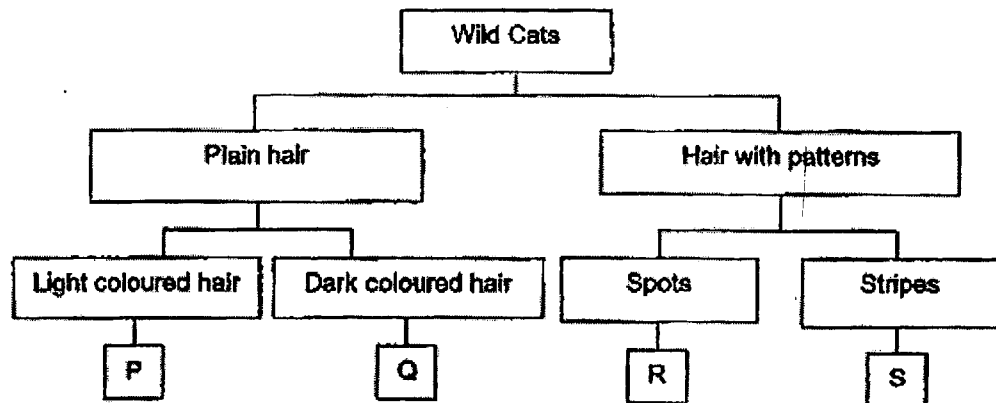 Wild Cats
Plain hair
Hair with patterns
Light coloured hair
Dark coloured hair
Spots
Stripes
P
Q
R
S